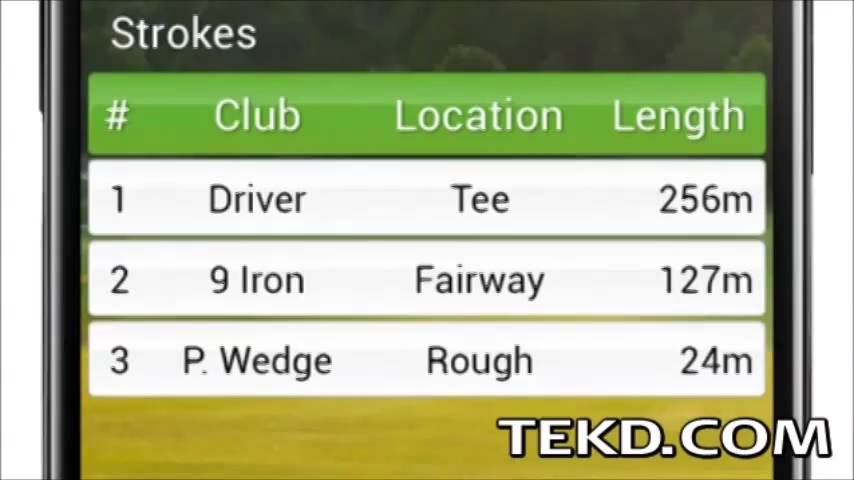 Strokes
# Club Location Length
1 Driver Tee 256m
2 9 Iron Fairway 127m
3 P. Wedge Rough 24m
TEKD.COM